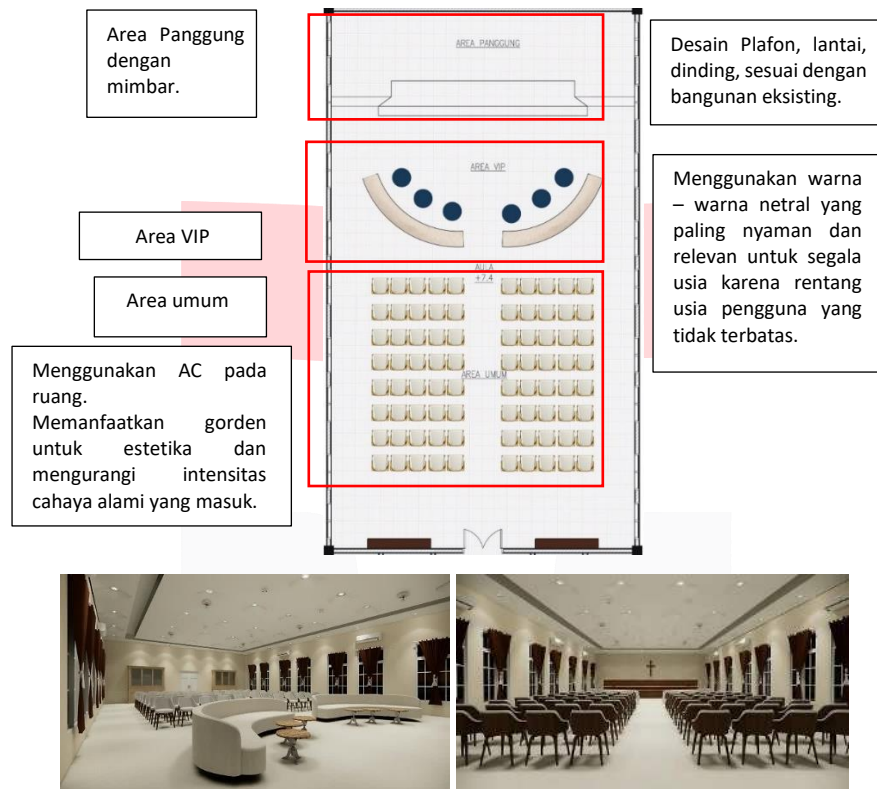 Area Panggung
dengan
mimbar.
AREA PANGGUNG
Desain Plafon, lantai,
dinding, sesuai dengan
bangunan eksisting.
AREA VIP
Menggunakan warna
– warna netral yang
paling nyaman dan
relevan untuk segala
usia karena rentang
usia pengguna yang
tidak terbatas.
Area VIP
Area umum
AULA
+7.4
AREA UMUM
Menggunakan AC pada
ruang.
Memanfaatkan gorden
untuk estetika dan
mengurangi intensitas
cahaya alami yang masuk.